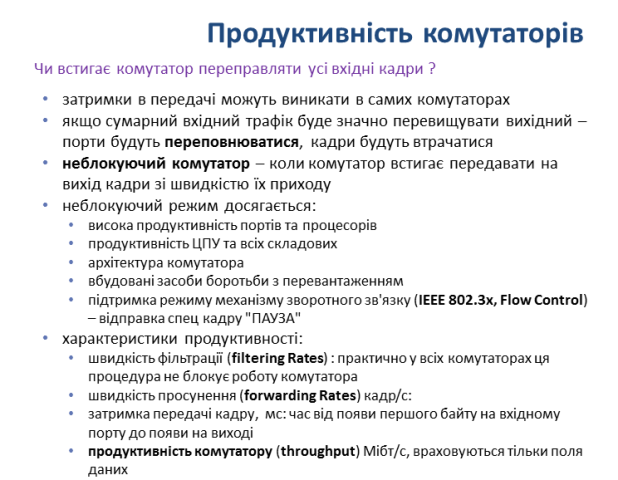 Продуктивність комутаторів
Чи встигає комутатор переправляти усі вхідні кадри ?
• затримки в передачі можуть виникати в самих комутаторах
• якщо сумарний вхідний трафік буде значно перевищувати вихідний –
порти будуть переповнюватися, кадри будуть втрачатися
• неблокуючий комутатор – коли комутатор встигає передавати на
вихід кадри зі швидкістю їх приходу
• неблокуючий режим досягається:
• висока продуктивність портів та процесорів
• продуктивність ЦПУ та всіх складових
• архітектура комутатора
• вбудовані засоби боротьби з перевантаженням
• підтримка режиму механізму зворотного зв'язку (IEEE 802.3x, Flow Control)
– відправка спец кадру "ПАУЗА"
• характеристики продуктивності:
• швидкість фільтрації (filtering Rates) : практично у всіх комутаторах ця
процедура не блокує роботу комутатора
• швидкість просунення (forwarding Rates) кадр/с:
• затримка передачі кадру, мс: час від появи першого байту на вхідному
порту до появи на виході
• продуктивність комутатору (throughput) Мібт/с, враховуються тільки поля
даних